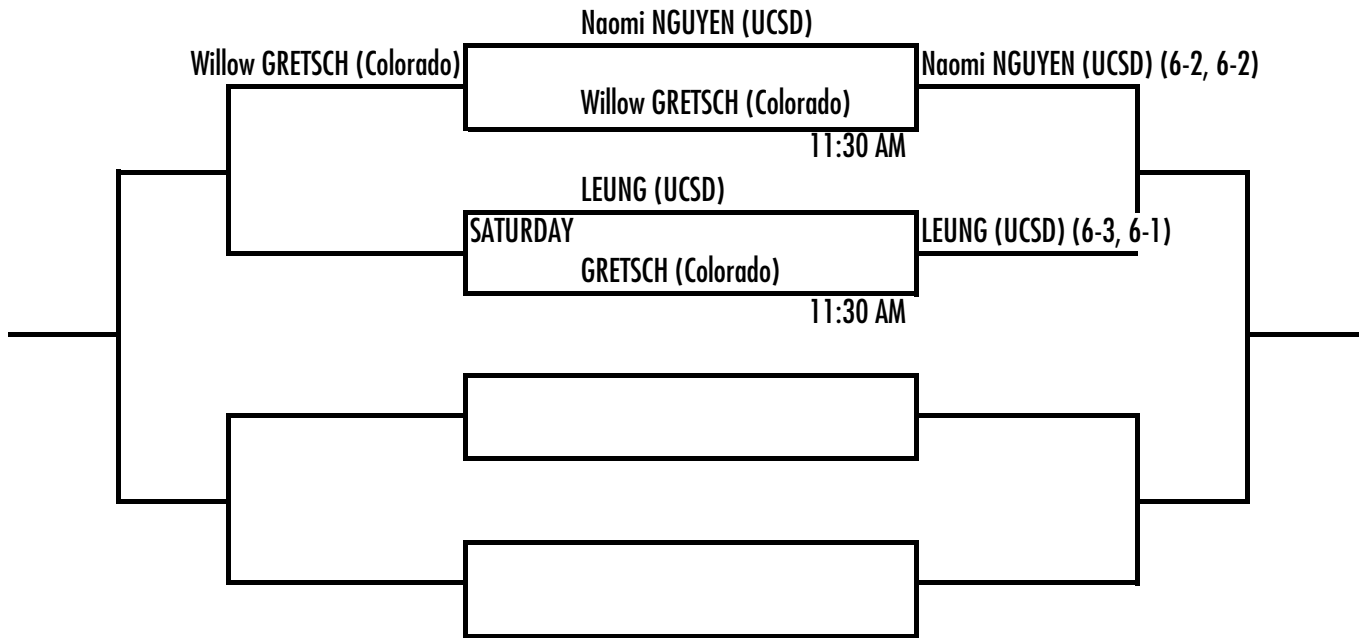 Naomi NGUYEN (UCSD)
Willow GRETSCH (Colorado)
Naomi NGUYEN (UCSD) (6-2, 6-2)
Willow GRETSCH (Colorado)
11:30 AM
LEUNG (UCSD)
SATURDAY
LEUNG (UCSD) (6-3, 6-1)
GRETSCH (Colorado)
11:30 AM